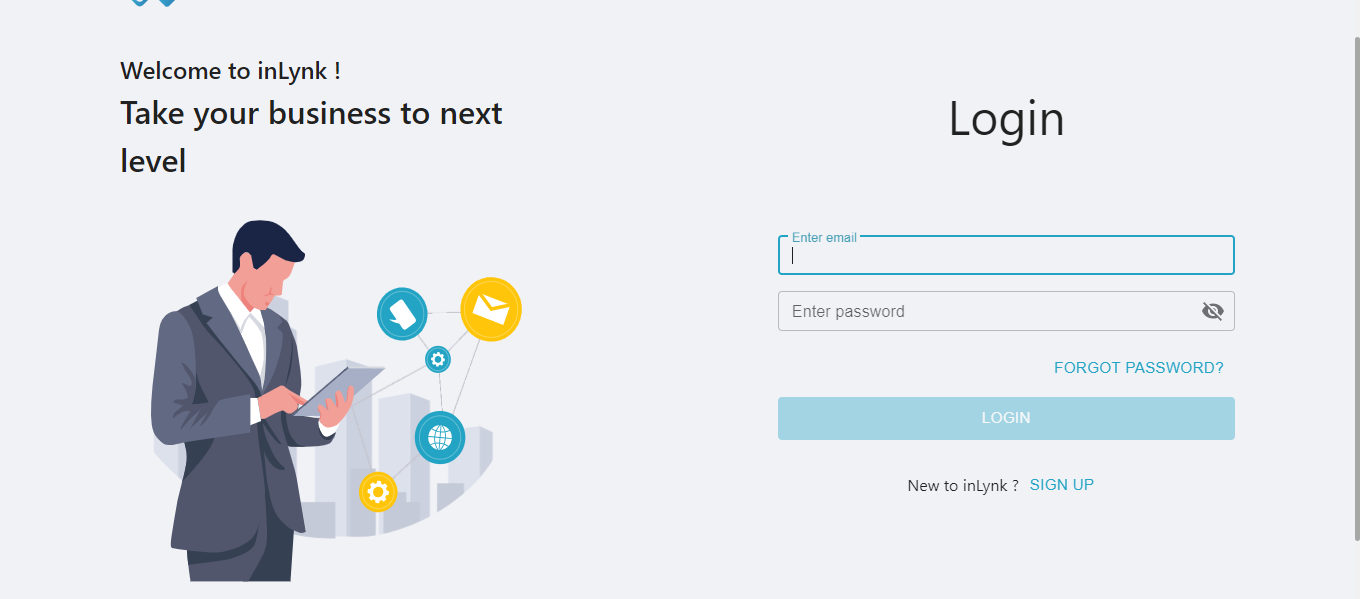 Welcome to inLynk !
Take your business to next
level
Login
Enter email
Enter password
FORGOT PASSWORD?
LOGIN
New to inLynk ? SIGN UP